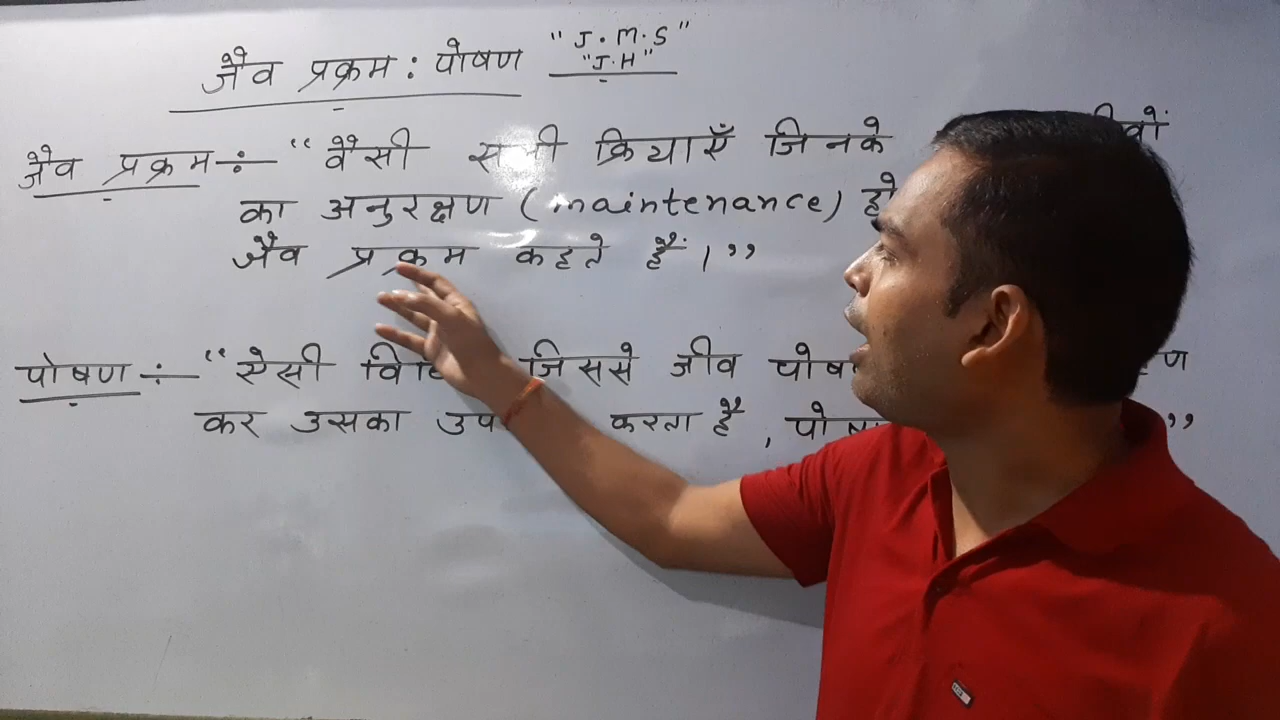 जैव प्रक्रम : पोषण "J.M.S"
"J.H"
जैव प्रक्रम ÷ "वैसी सभी क्रियाएँ जिनके
का अनुरक्षण (maintenance) हो
जैव प्रक्रम कहते हैं।"
पोषण ÷ "ऐसी जिससे जीव
कर उसका करता है,